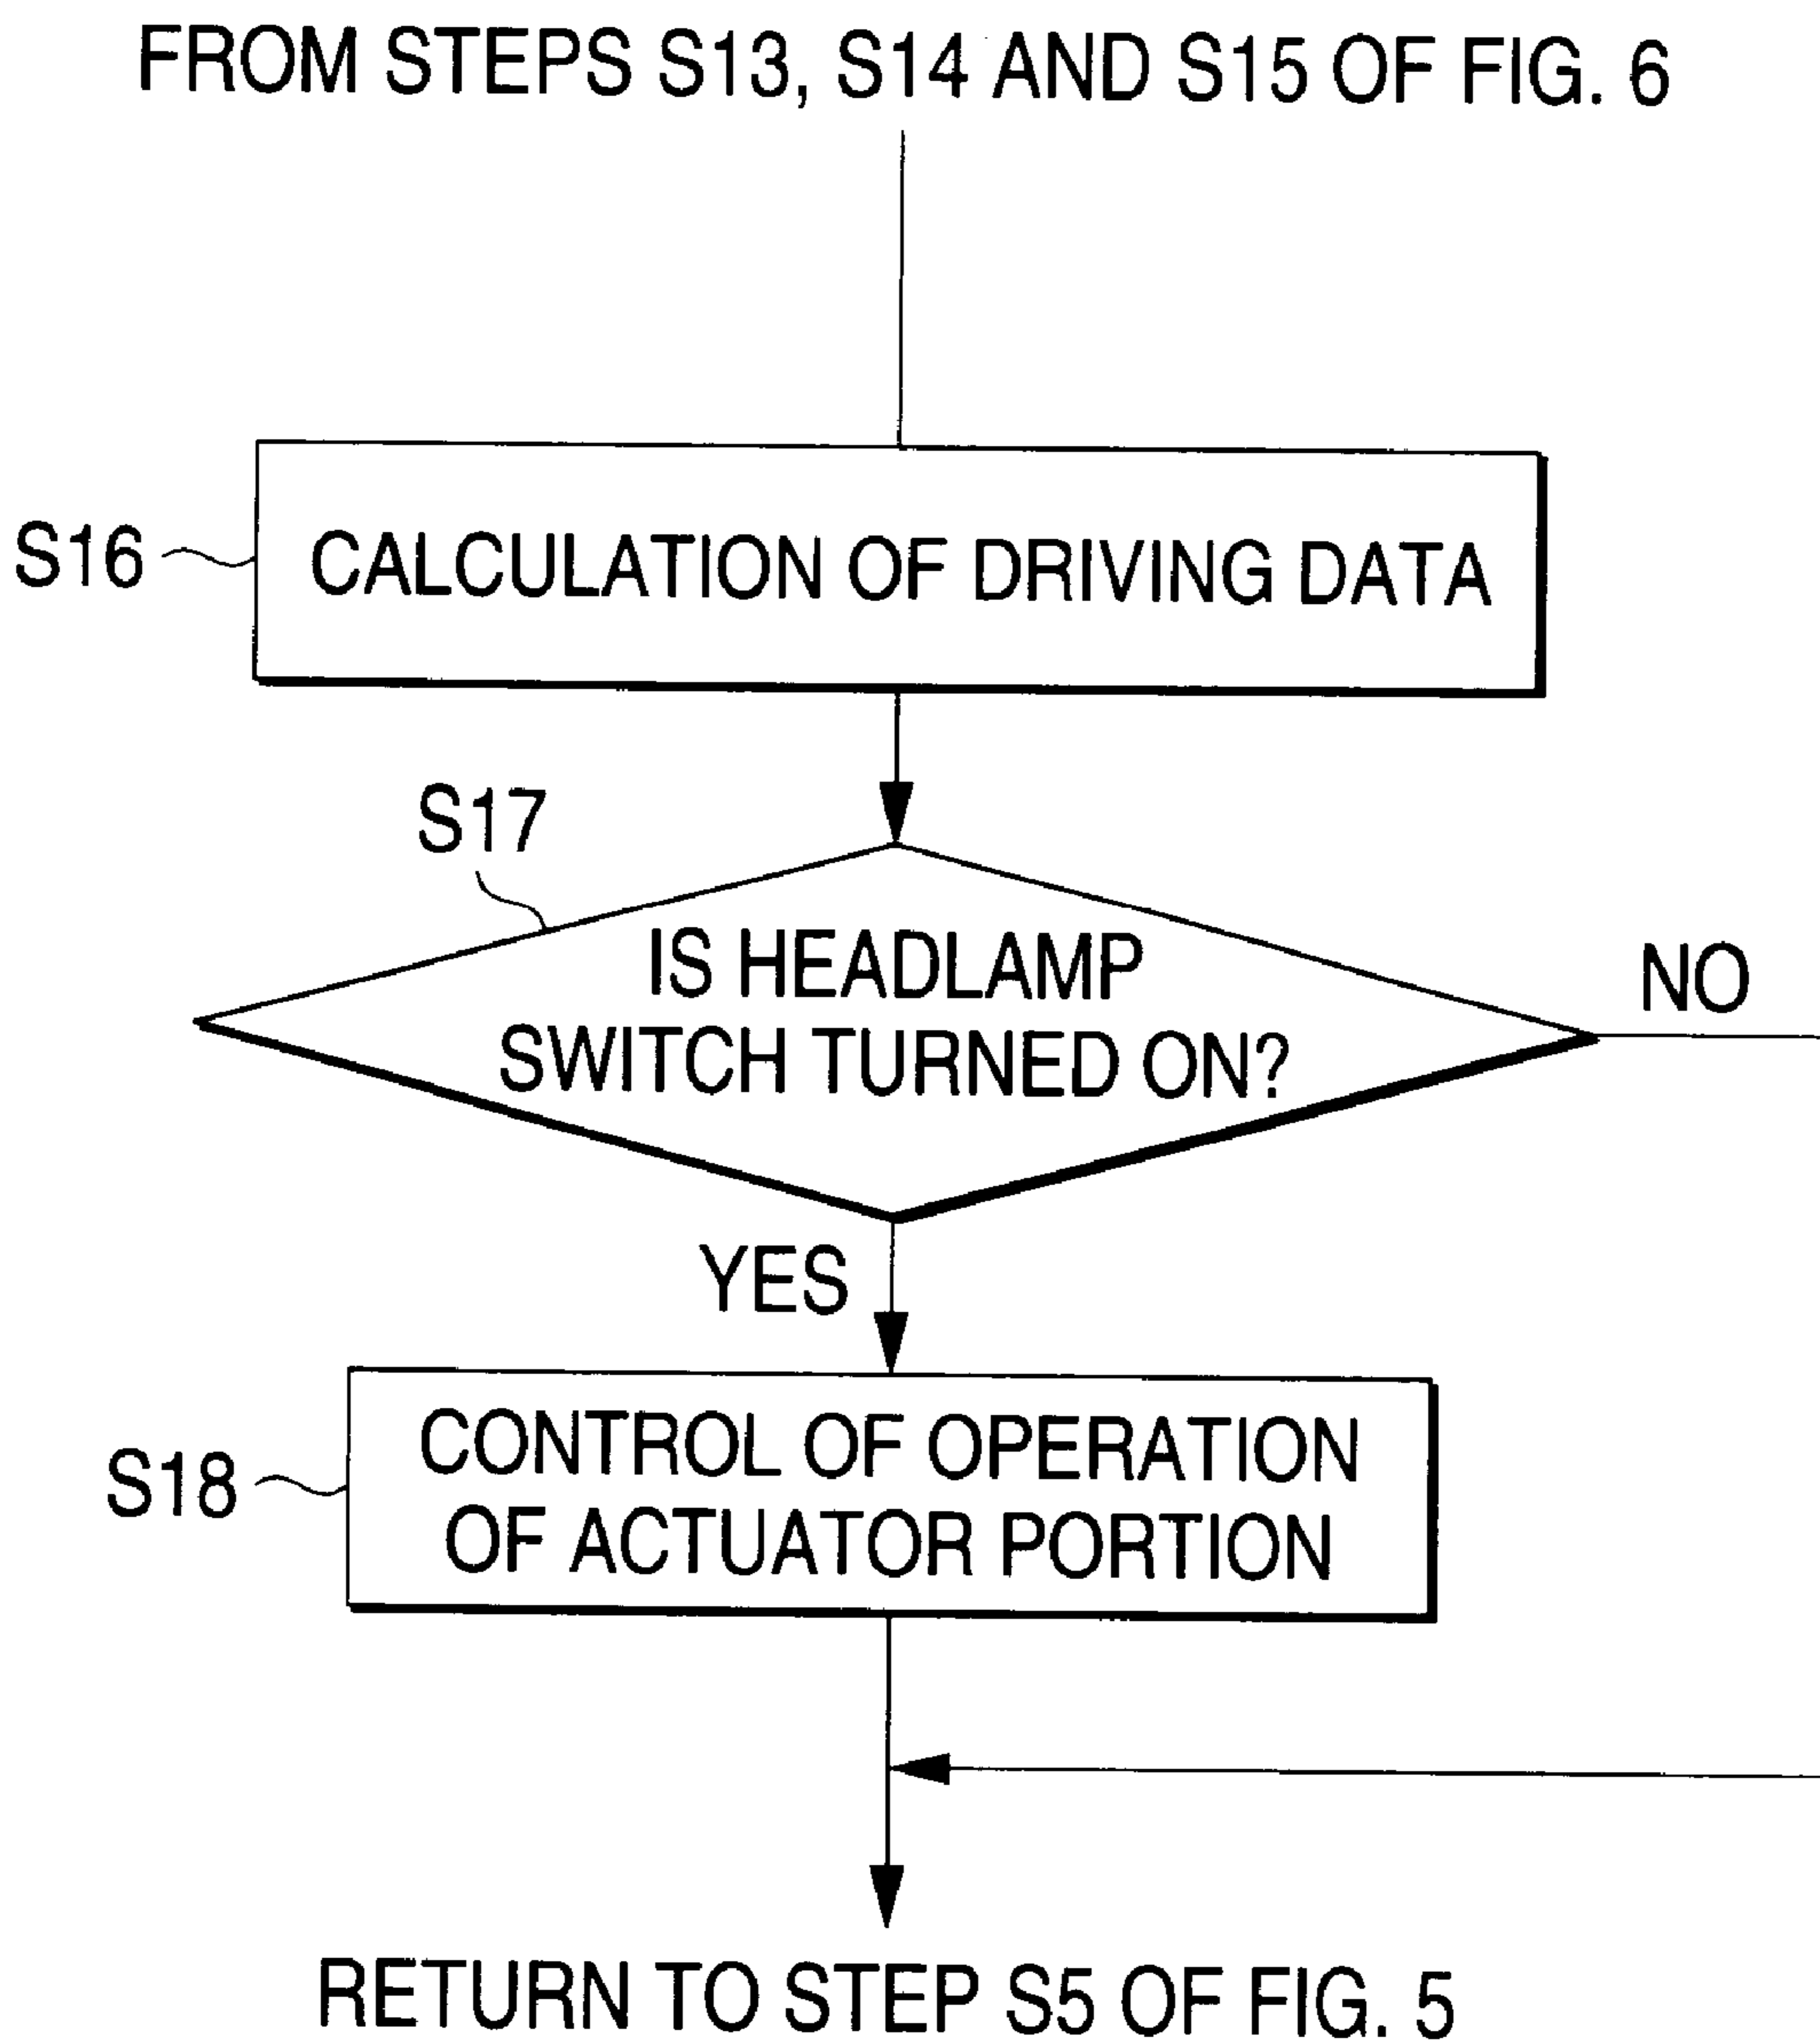 FROM STEPS S13, S14 AND S15 OF FIG. 6
S16
CALCULATION OF DRIVING DATA
S17
IS HEADLAMP
SWITCH TURNED ON?
NO
YES
S18
CONTROL OF OPERATION
OF ACTUATOR PORTION
RETURN TO STEP S5 OF FIG. 5